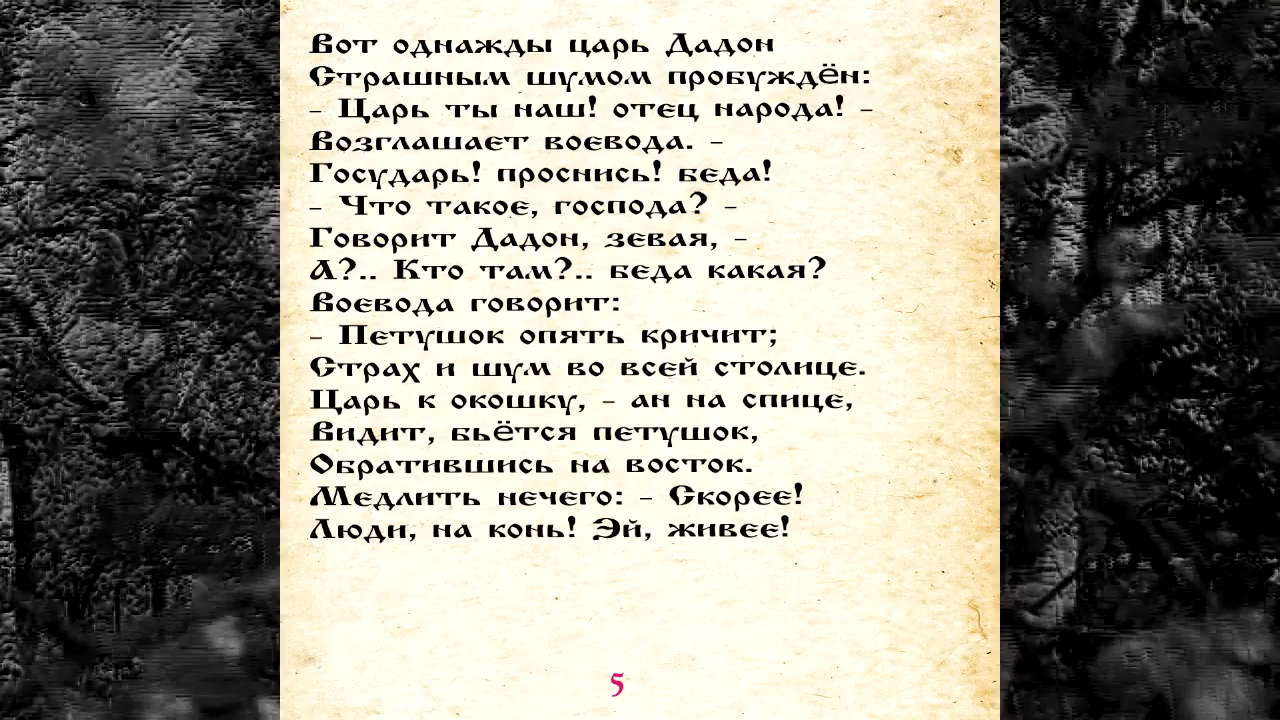 Вот однажды царь Дадон
Страшным шумом пробуждён:
– Царь ты наш! отец народа! –
Возглашает воевода. –
Государь! проснись! беда!
– Что такое, господа? –
Говорит Дадон, зевая, –
А?.. Кто там?.. беда какая?
Воевода говорит:
– Петушок опять кричит;
Страх и шум во всей столице.
Царь к окошку, – ан на спице,
Видит, бьётся петушок,
Обратившись на восток.
Медлить нечего: – Скорее!
Люди, на конь! Эй, живее!
5